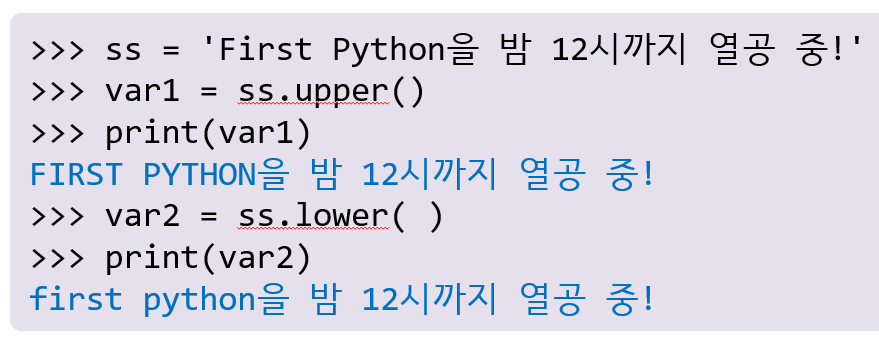 >>> ss = 'First Python을 밤 12시까지 열공 중!'
>>> var1 = ss.upper()
>>> print(var1)
FIRST PYTHON을 밤 12시까지 열공 중!
>>> var2 = ss.lower( )
>>> print(var2)
first python을 밤 12시까지 열공 중!